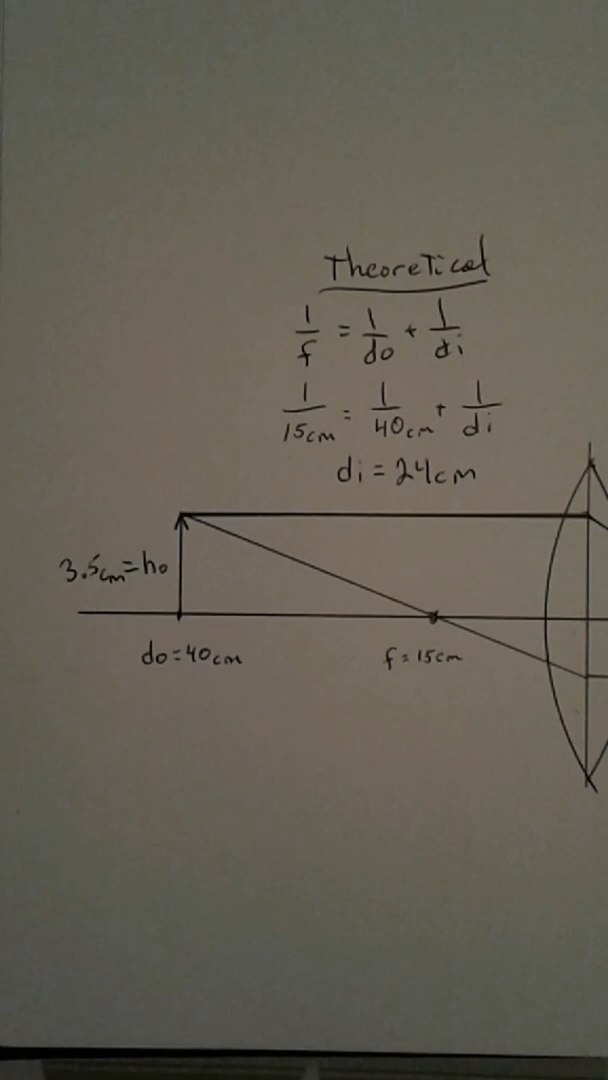 Theoretical
1/f = 1/do + 1/di
1/15cm = 1/40cm + 1/di
di = 24cm
3.5cm = ho
do = 40cm
f = 15cm